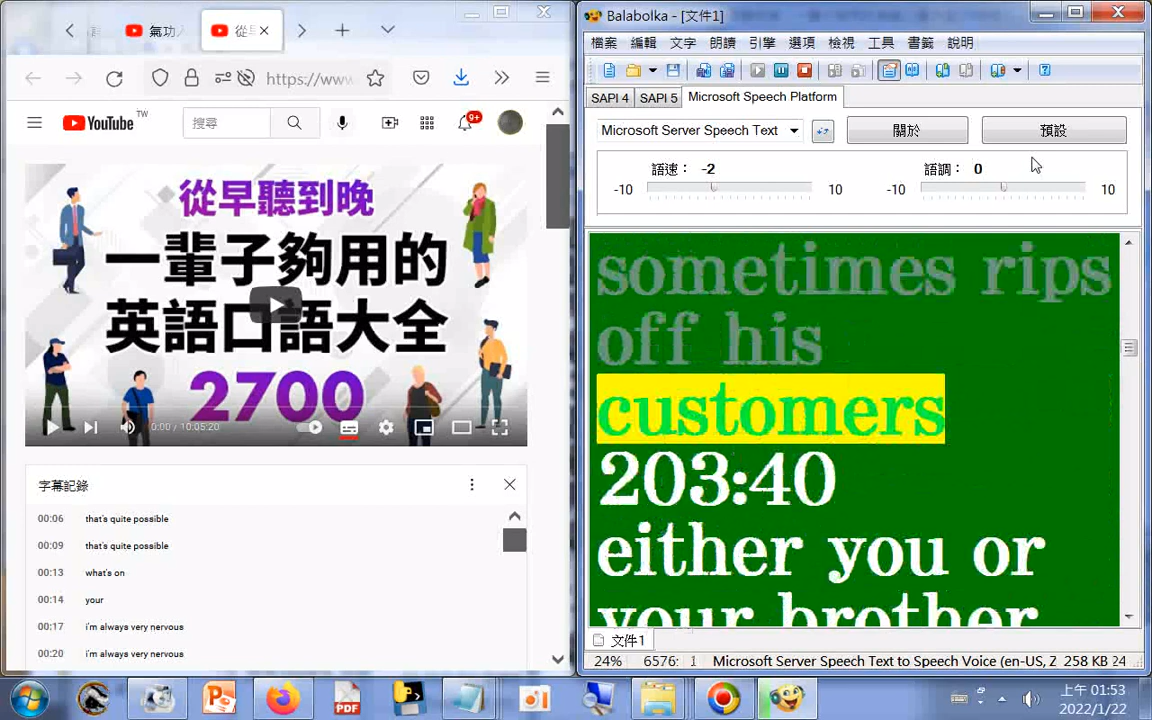 氣功
從
https://www
YouTube TW
搜尋
9+
從早聽到晚
一輩子夠用的
英語口語大全
2700
0:00 / 10:05:20
字幕記錄
00:06 that's quite possible
00:09 that's quite possible
00:13 what's on
00:14 your
00:17 i'm always very nervous
00:20 i'm always very nervous
Balabolka - [文件1]
檔案 編輯 文字 朗讀 引擎 選項 檢視 工具 書籤 說明
SAPI 4 SAPI 5 Microsoft Speech Platform
Microsoft Server Speech Text 關於 預設
語速： -2 語調： 0
-10 10 -10 10
sometimes rips
off his
customers
203:40
either you or
your brother
文件1
24% 6576: 1 Microsoft Server Speech Text to Speech Voice (en-US, Z 258 KB 24
PDF
上午 01:53
2022/1/22